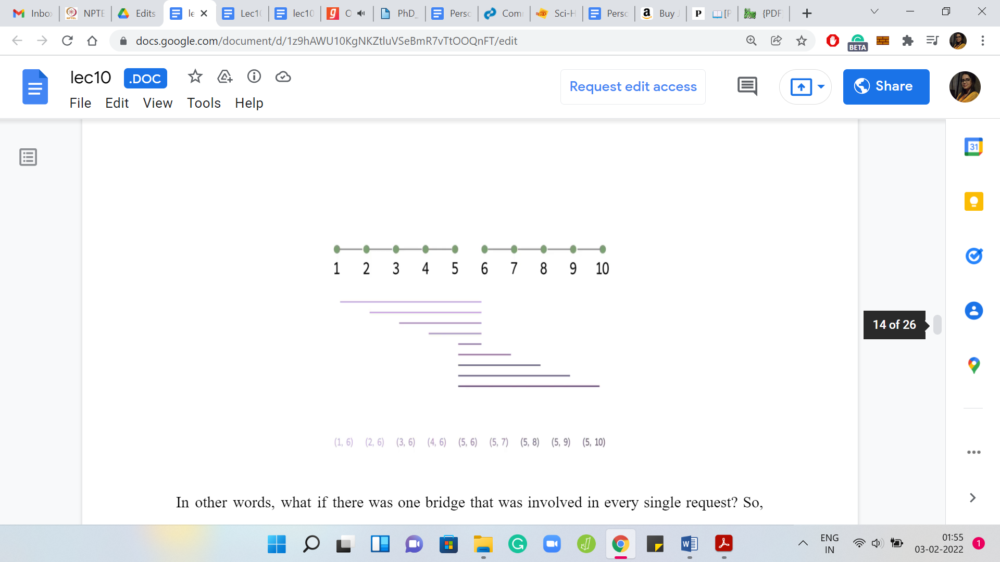 Inbo NPTE Edits le Lec1 lec10 O PhD_ Perso Com Sci-H Perso Buy J [P {PDF
docs.google.com/document/d/1z9hAWU10KgNKZtluVSeBmR7vTtOOQnFT/edit
BETA
lec10 .DOC
Request edit access
Share
File Edit View Tools Help
31
1 2 3 4 5 6 7 8 9 10
14 of 26
(1, 6) (2, 6) (3, 6) (4, 6) (5, 6) (5, 7) (5, 8) (5, 9) (5, 10)
In other words, what if there was one bridge that was involved in every single request? So,
ENG
IN
01:55
03-02-2022
1